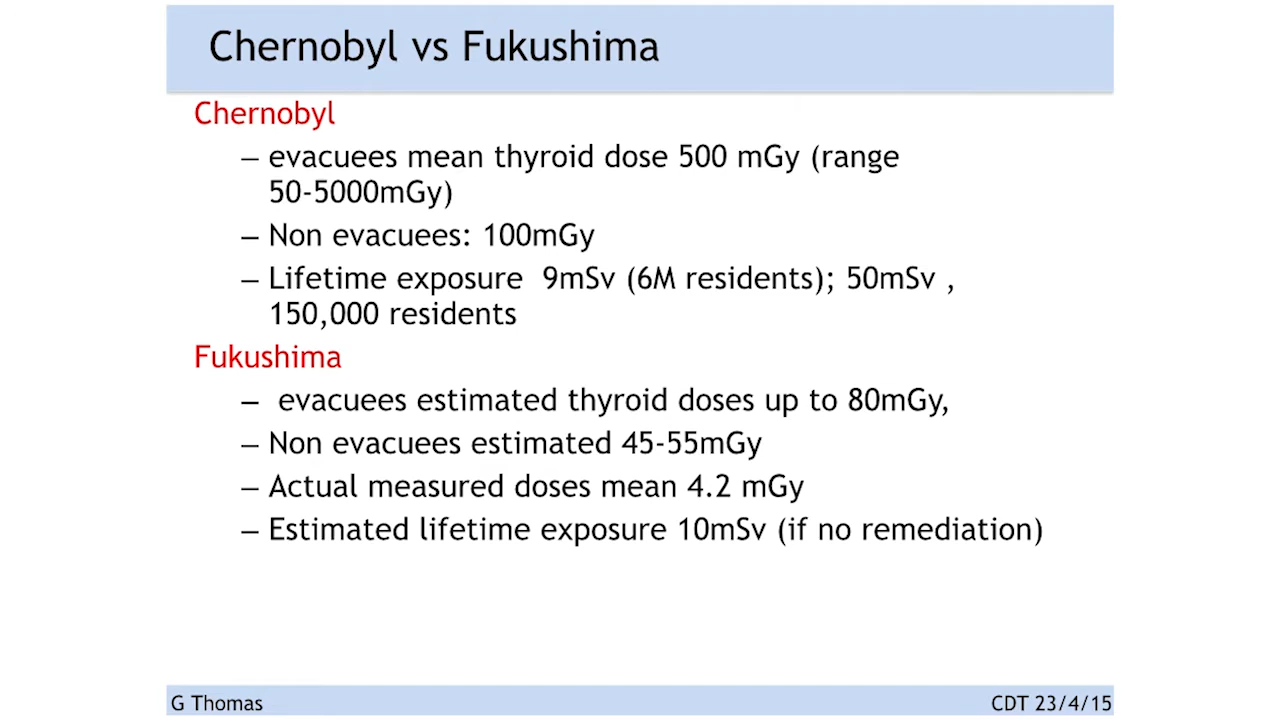 Chernobyl vs Fukushima
Chernobyl
– evacuees mean thyroid dose 500 mGy (range
50-5000mGy)
– Non evacuees: 100mGy
– Lifetime exposure  9mSv (6M residents); 50mSv ,
150,000 residents
Fukushima
–  evacuees estimated thyroid doses up to 80mGy,
– Non evacuees estimated 45-55mGy
– Actual measured doses mean 4.2 mGy
– Estimated lifetime exposure 10mSv (if no remediation)
G Thomas
CDT 23/4/15